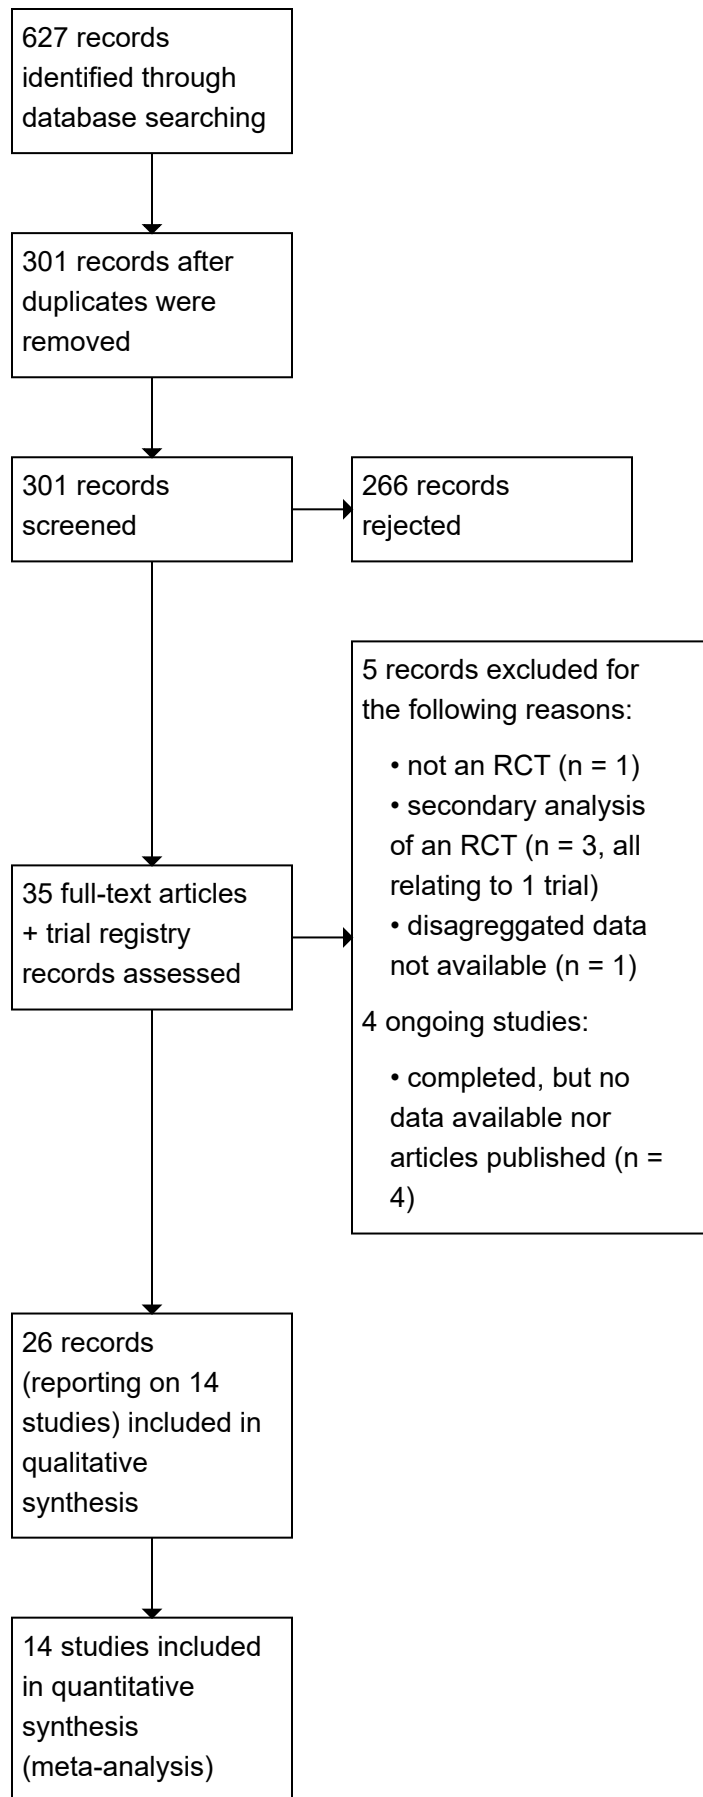 627 records
identified through
database searching
301 records after
duplicates were
removed
301 records
screened
266 records
rejected
5 records excluded for
the following reasons:
• not an RCT (n = 1)
• secondary analysis
of an RCT (n = 3, all
relating to 1 trial)
• disagreggated data
not available (n = 1)
4 ongoing studies:
• completed, but no
data available nor
articles published (n =
4)
35 full-text articles
+ trial registry
records assessed
26 records
(reporting on 14
studies) included in
qualitative
synthesis
14 studies included
in quantitative
synthesis
(meta-analysis)